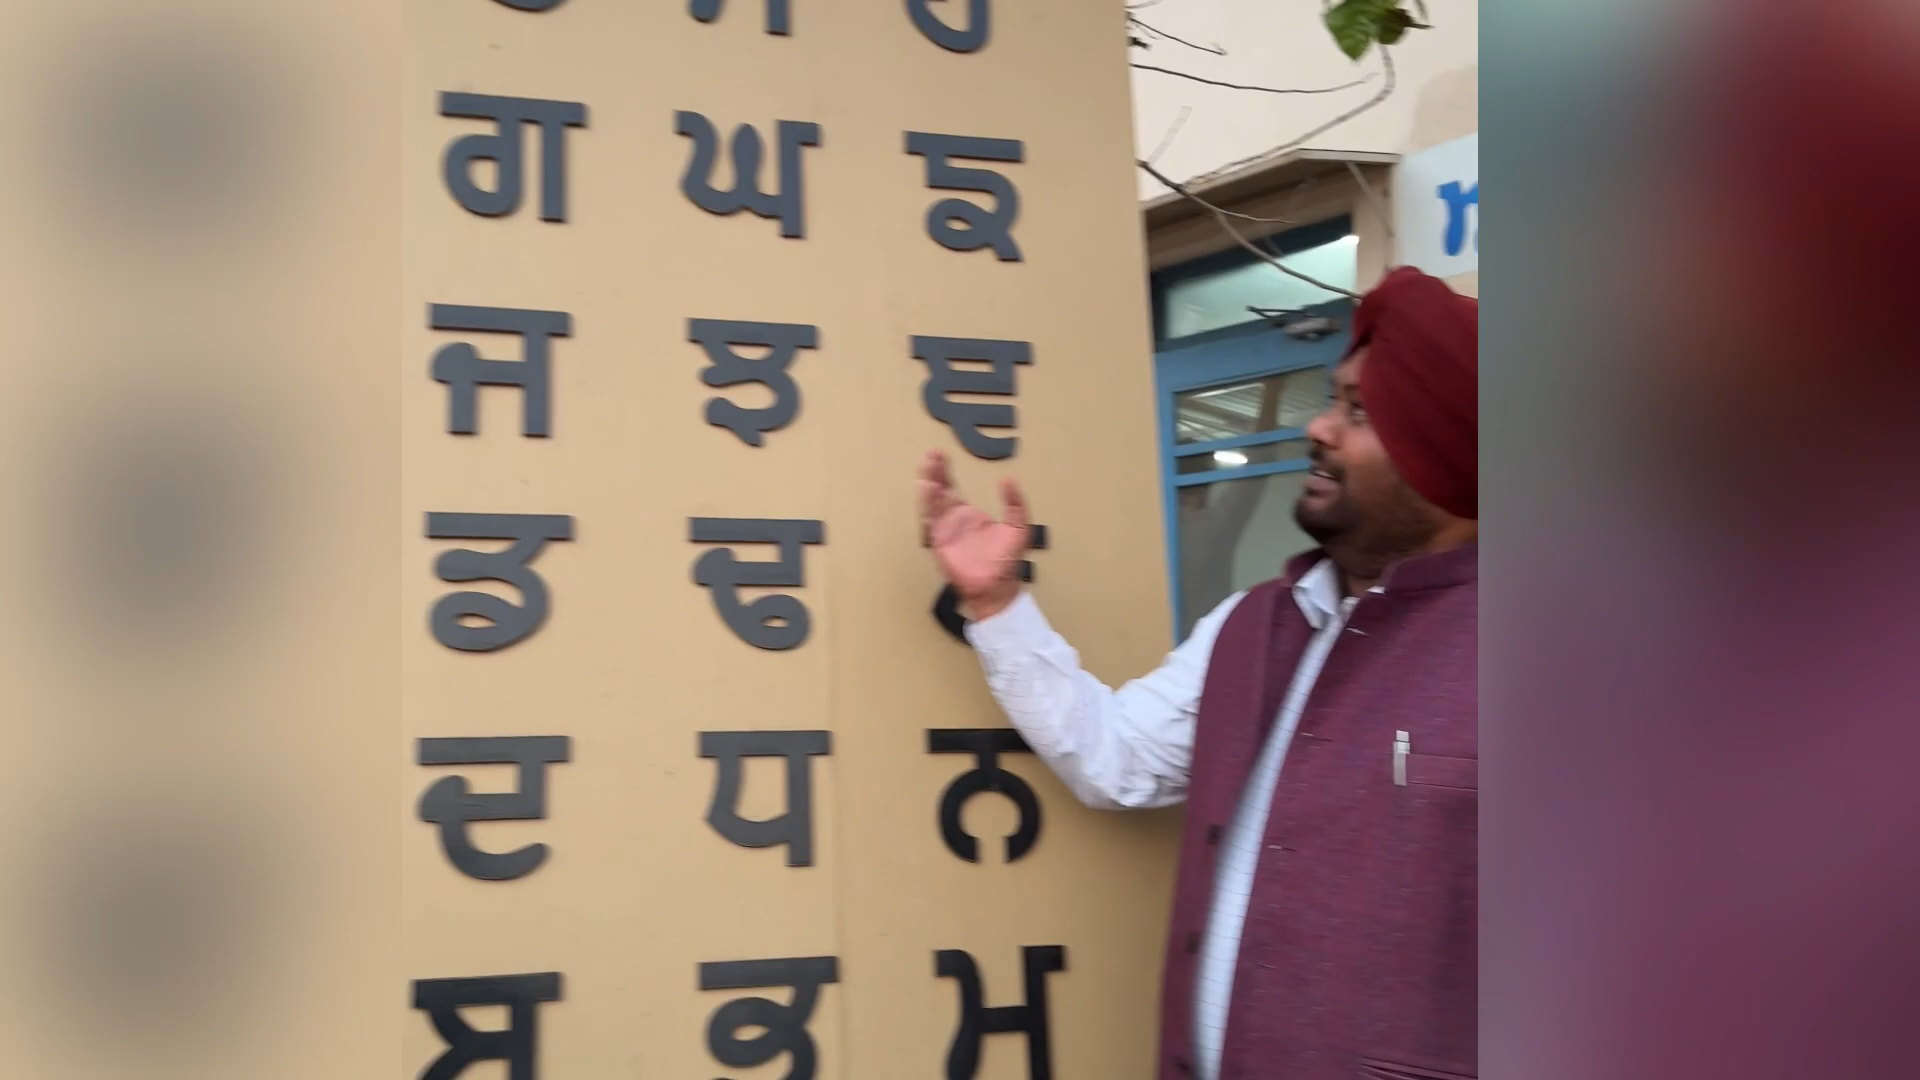 ਗ ਘ ਙ
ਜ ਝ ਞ
ਡ ਢ
ਦ ਧ ਨ
ਬ ਭ ਮ